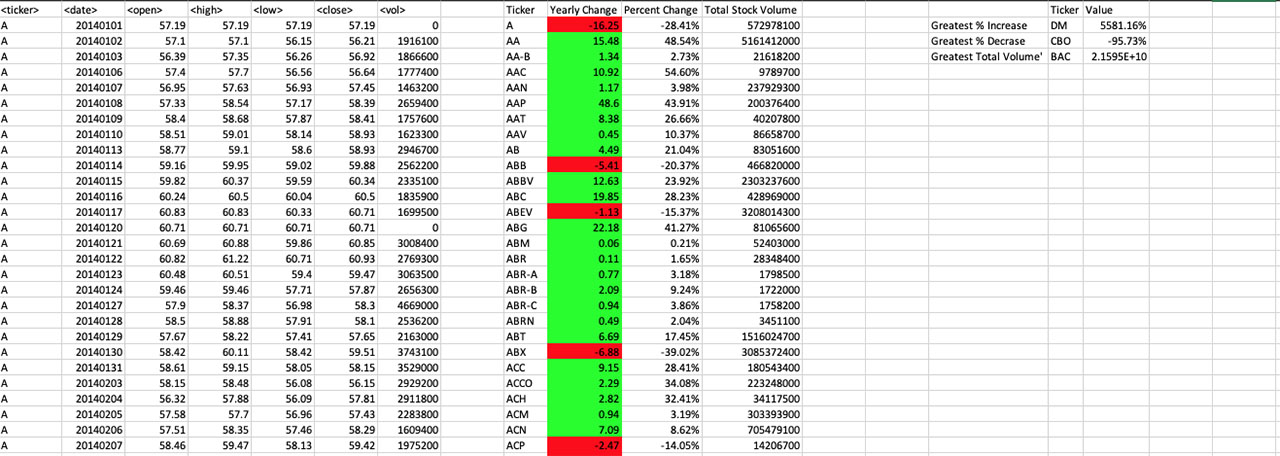 <ticker> <date> <open> <high> <low> <close> <vol> Ticker Yearly Change Percent Change Total Stock Volume Ticker Value
A 20140101 57.19 57.19 57.19 57.19 0 A -16.25 -28.41% 572978100 Greatest % Increase DM 5581.16%
A 20140102 57.1 57.1 56.15 56.21 1916100 AA 15.48 48.54% 5161412000 Greatest % Decrase CBO -95.73%
A 20140103 56.39 57.35 56.26 56.92 1866600 AA-B 1.34 2.73% 21618200 Greatest Total Volume' BAC 2.1595E+10
A 20140106 57.4 57.7 56.56 56.64 1777400 AAC 10.92 54.60% 9789700
A 20140107 56.95 57.63 56.93 57.45 1463200 AAN 1.17 3.98% 237929300
A 20140108 57.33 58.54 57.17 58.39 2659400 AAP 48.6 43.91% 200376400
A 20140109 58.4 58.68 57.87 58.41 1757600 AAT 8.38 26.66% 40207800
A 20140110 58.51 59.01 58.14 58.93 1623300 AAV 0.45 10.37% 86658700
A 20140113 58.77 59.1 58.6 58.93 2946700 AB 4.49 21.04% 83051600
A 20140114 59.16 59.95 59.02 59.88 2562200 ABB -5.41 -20.37% 466820000
A 20140115 59.82 60.37 59.59 60.34 2335100 ABBV 12.63 23.92% 2303237600
A 20140116 60.24 60.5 60.04 60.5 1835900 ABC 19.85 28.23% 428969000
A 20140117 60.83 60.83 60.33 60.71 1699500 ABEV -1.13 -15.37% 3208014300
A 20140120 60.71 60.71 60.71 60.71 0 ABG 22.18 41.27% 81065600
A 20140121 60.69 60.88 59.86 60.85 3008400 ABM 0.06 0.21% 52403000
A 20140122 60.82 61.22 60.71 60.93 2769300 ABR 0.11 1.65% 28348400
A 20140123 60.48 60.51 59.4 59.47 3063500 ABR-A 0.77 3.18% 1798500
A 20140124 59.46 59.46 57.71 57.87 2656300 ABR-B 2.09 9.24% 1722000
A 20140127 57.9 58.37 56.98 58.3 4669000 ABR-C 0.94 3.86% 1758200
A 20140128 58.5 58.88 57.91 58.1 2536200 ABRN 0.49 2.04% 3451100
A 20140129 57.67 58.22 57.41 57.65 2163000 ABT 6.69 17.45% 1516024700
A 20140130 58.42 60.11 58.42 59.51 3743100 ABX -6.88 -39.02% 3085372400
A 20140131 58.61 59.15 58.05 58.15 3529000 ACC 9.15 28.41% 180543400
A 20140203 58.15 58.48 56.08 56.15 2929200 ACCO 2.29 34.08% 223248000
A 20140204 56.32 57.88 56.09 57.81 2911800 ACH 2.82 32.41% 34117500
A 20140205 57.58 57.7 56.96 57.43 2283800 ACM 0.94 3.19% 303393900
A 20140206 57.51 58.35 57.46 58.29 1609400 ACN 7.09 8.62% 705479100
A 20140207 58.46 59.47 58.13 59.42 1975200 ACP -2.47 -14.05% 14206700